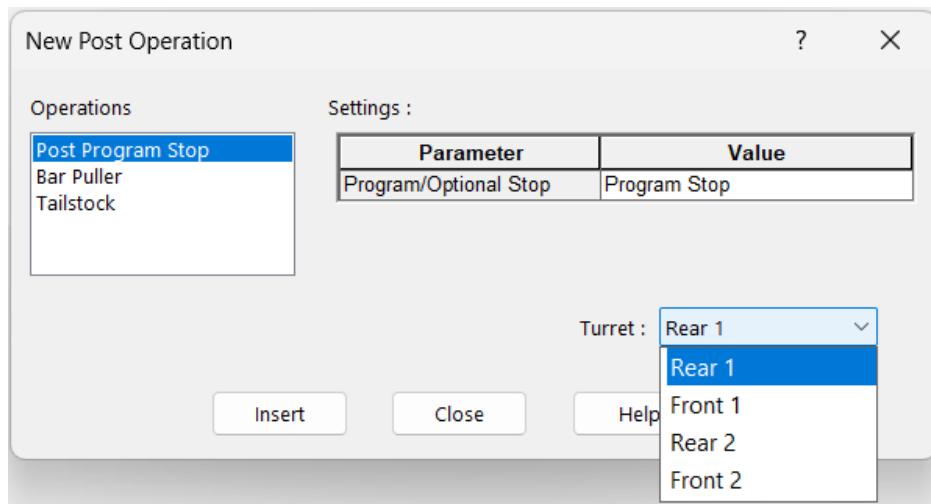 New Post Operation ?
Operations
Post Program Stop
Bar Puller
Tailstock
Settings :
Parameter Value
Program/Optional Stop Program Stop
Turret : Rear 1
Rear 1
Front 1
Rear 2
Front 2
Insert Close Help